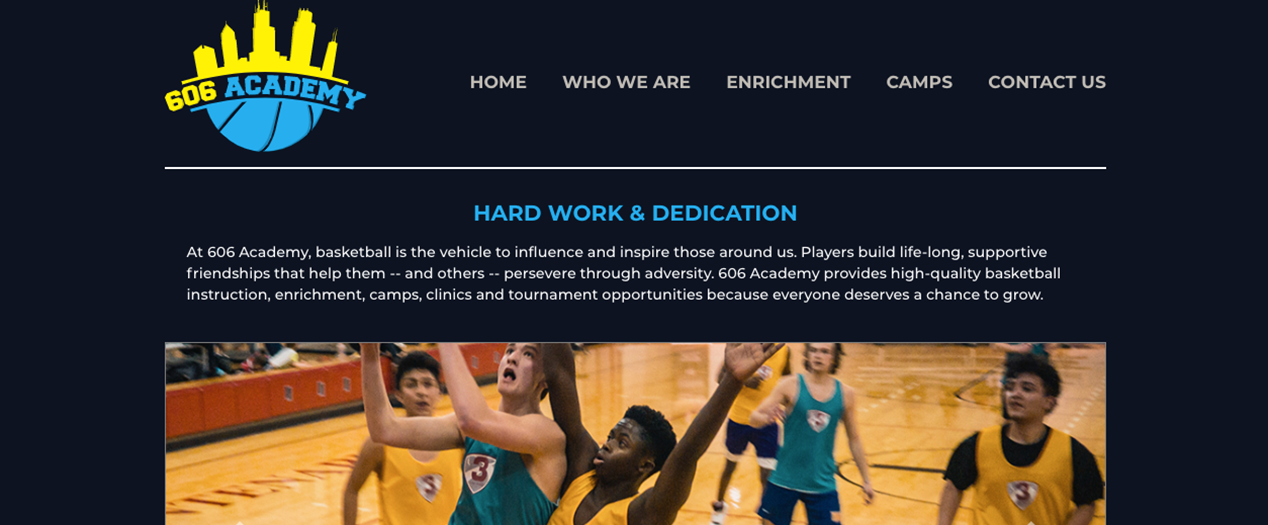 606 ACADEMY
HOME WHO WE ARE ENRICHMENT CAMPS CONTACT US
HARD WORK & DEDICATION
At 606 Academy, basketball is the vehicle to influence and inspire those around us. Players build life-long, supportive
friendships that help them -- and others -- persevere through adversity. 606 Academy provides high-quality basketball
instruction, enrichment, camps, clinics and tournament opportunities because everyone deserves a chance to grow.
3